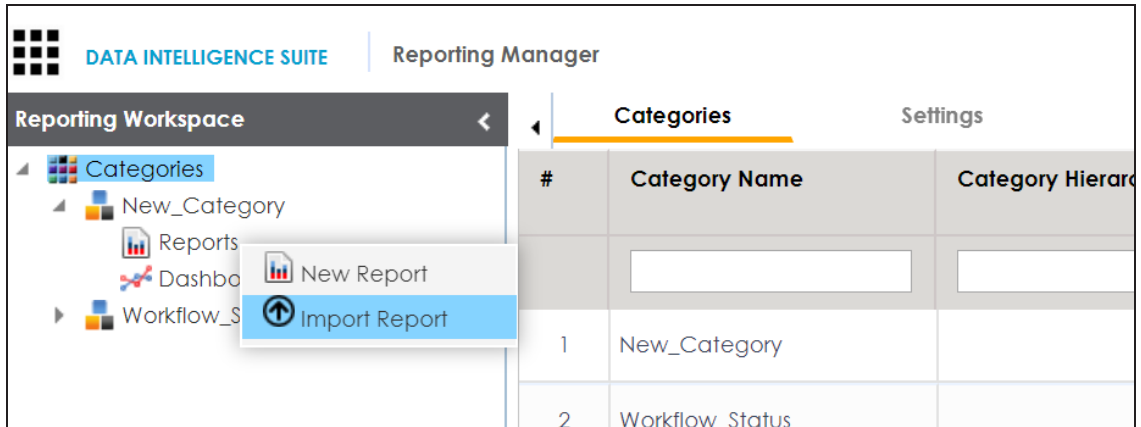 DATA INTELLIGENCE SUITE
Reporting Manager
Reporting Workspace
Categories
Settings
Categories
New_Category
Reports
New Report
Import Report
#
Category Name
1
New_Category
2
Workflow_Status